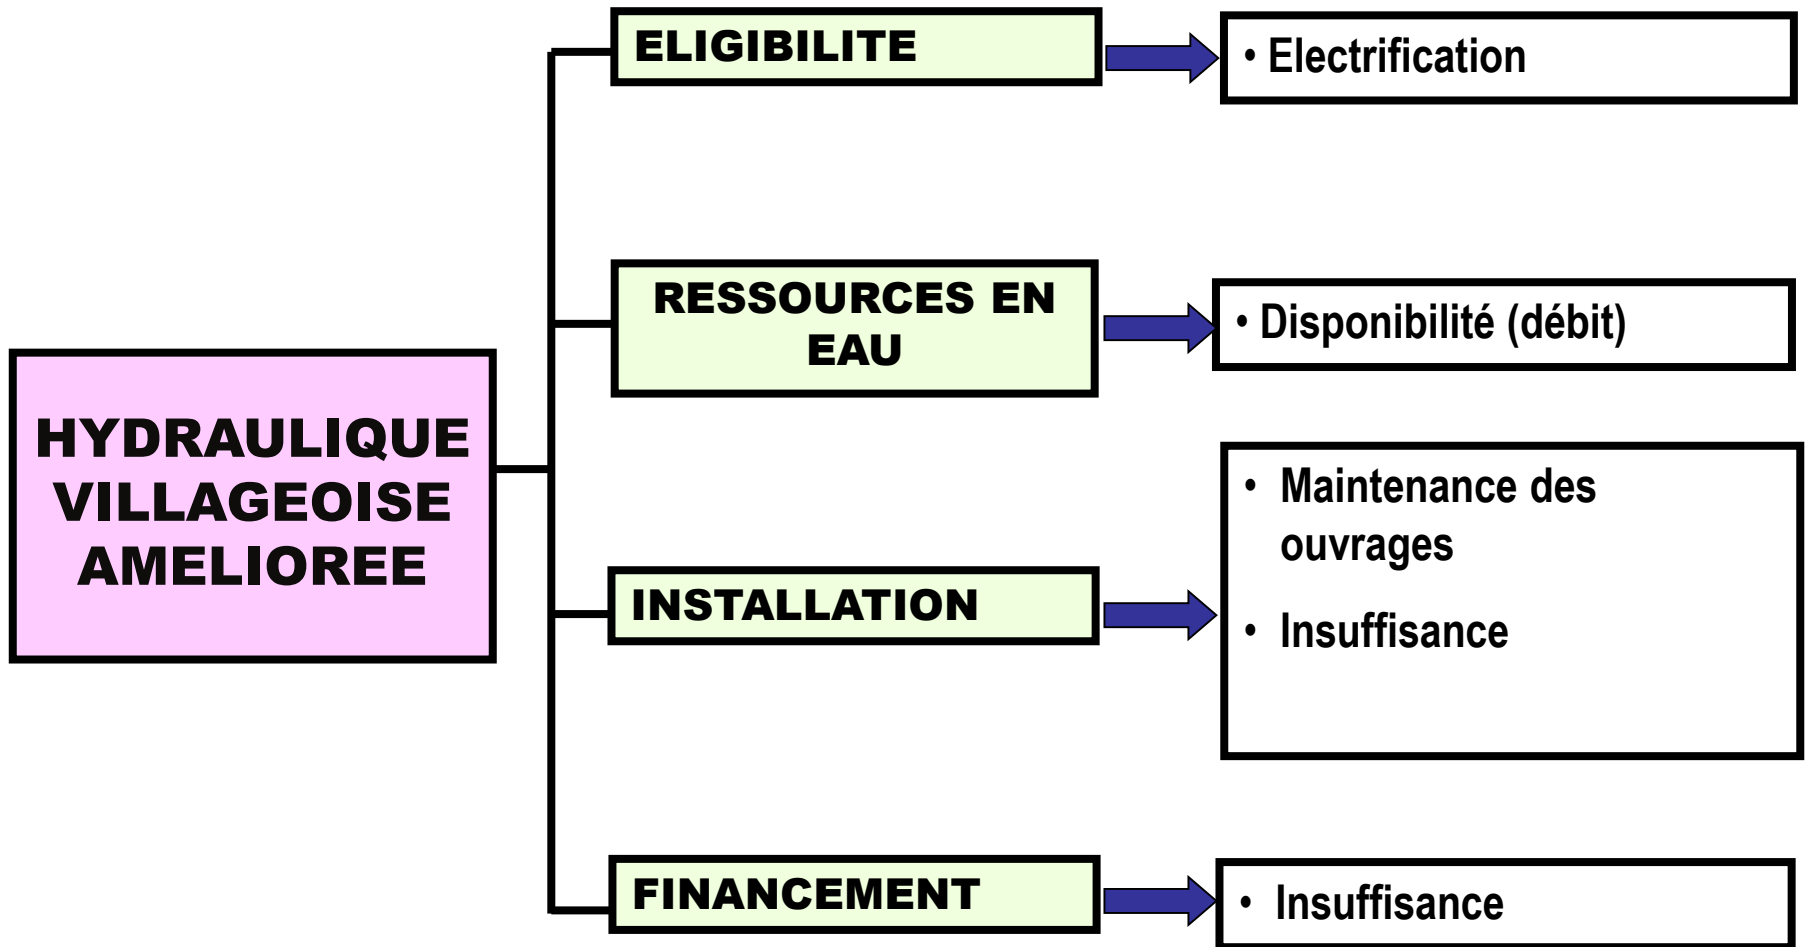 ELIGIBILITE
• Electrification
RESSOURCES EN
EAU
• Disponibilité (débit)
HYDRAULIQUE
VILLAGEOISE
AMELIOREE
• Maintenance des
ouvrages
• Insuffisance
INSTALLATION
FINANCEMENT
• Insuffisance